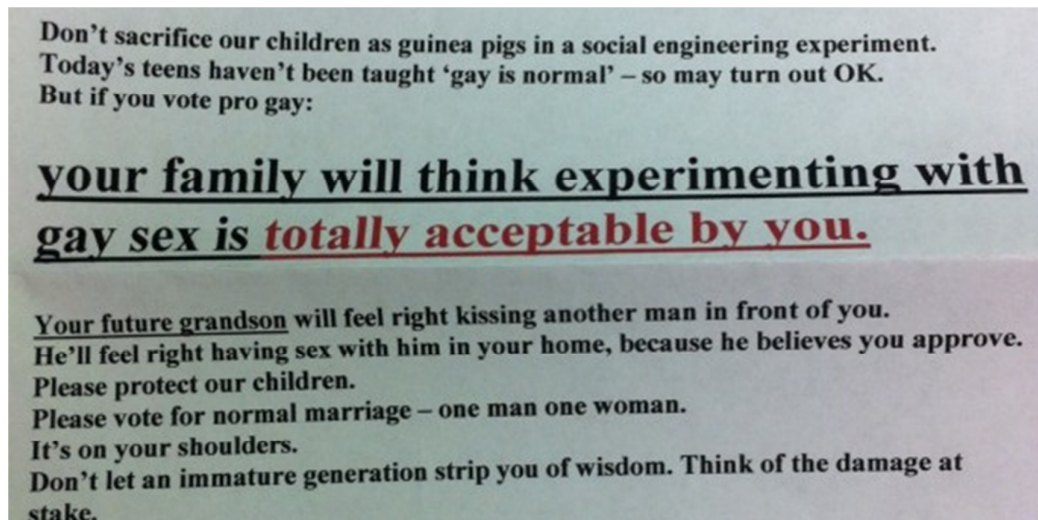 Don't sacrifice our children as guinea pigs in a social engineering experiment.
Today's teens haven't been taught ‘gay is normal’ – so may turn out OK.
But if you vote pro gay:
your family will think experimenting with
gay sex is totally acceptable by you.
Your future grandson will feel right kissing another man in front of you.
He'll feel right having sex with him in your home, because he believes you approve.
Please protect our children.
Please vote for normal marriage – one man one woman.
It's on your shoulders.
Don't let an immature generation strip you of wisdom. Think of the damage at
stake.